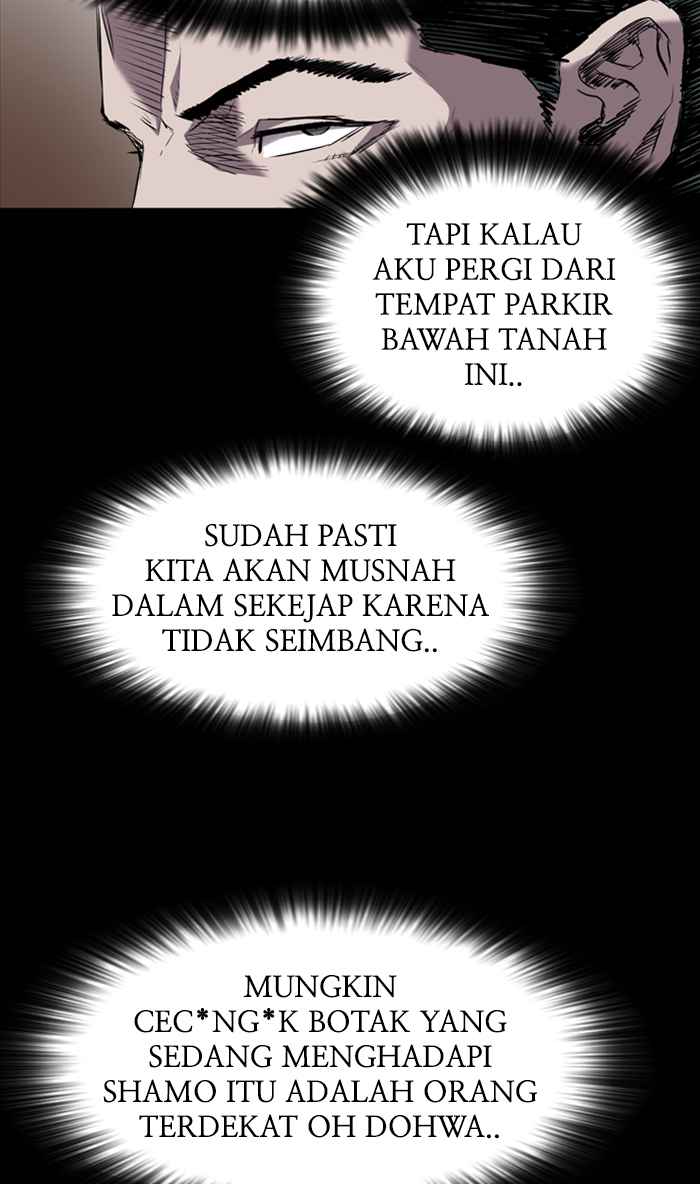 TAPI KALAU
AKU PERGI DARI
TEMPAT PARKIR
BAWAH TANAH
INI..
SUDAH PASTI
KITA AKAN MUSNAH
DALAM SEKEJAP KARENA
TIDAK SEIMBANG..
MUNGKIN
CEC*NG*K BOTAK YANG
SEDANG MENGHADAPI
SHAMO ITU ADALAH ORANG
TERDEKAT OH DOHWA..